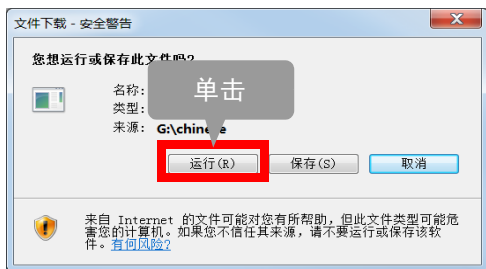 文件下载 - 安全警告
您想运行或保存此文件吗?
名称:
单击
类型:
来源: G:\chinese
运行(R)
保存(S)
取消
来自 Internet 的文件可能对您有所帮助，但此文件类型可能危
害您的计算机。如果您不信任其来源，请不要运行或保存该软
件。有何风险?